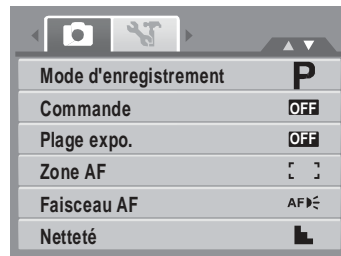 Mode d'enregistrement P
Commande OFF
Plage expo. OFF
Zone AF
Faisceau AF AF
Netteté